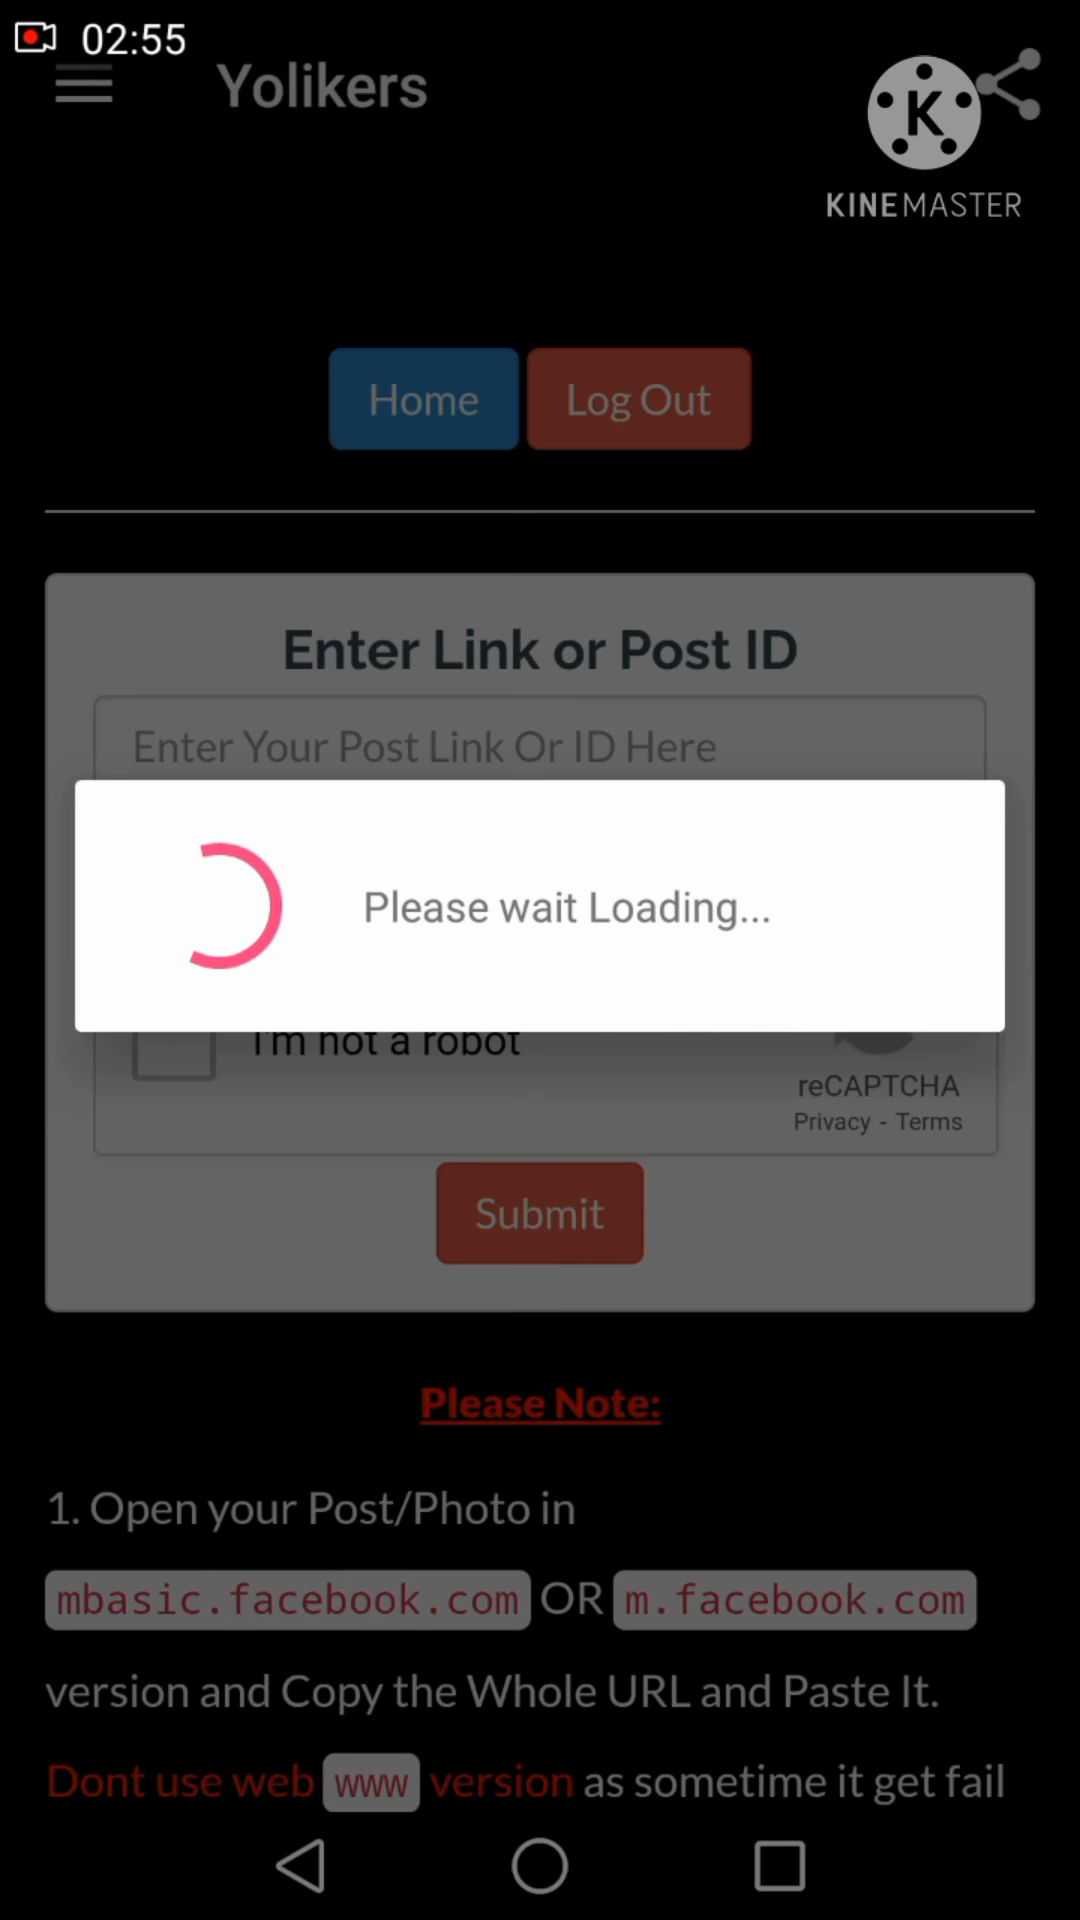 02:55
Yolikers
K
KINEMASTER
Home Log Out
Enter Link or Post ID
Enter Your Post Link Or ID Here
Please wait Loading...
I'm not a robot
reCAPTCHA
Privacy - Terms
Submit
Please Note:
1. Open your Post/Photo in
mbasic.facebook.com OR m.facebook.com
version and Copy the Whole URL and Paste It.
Dont use web www version as sometime it get fail